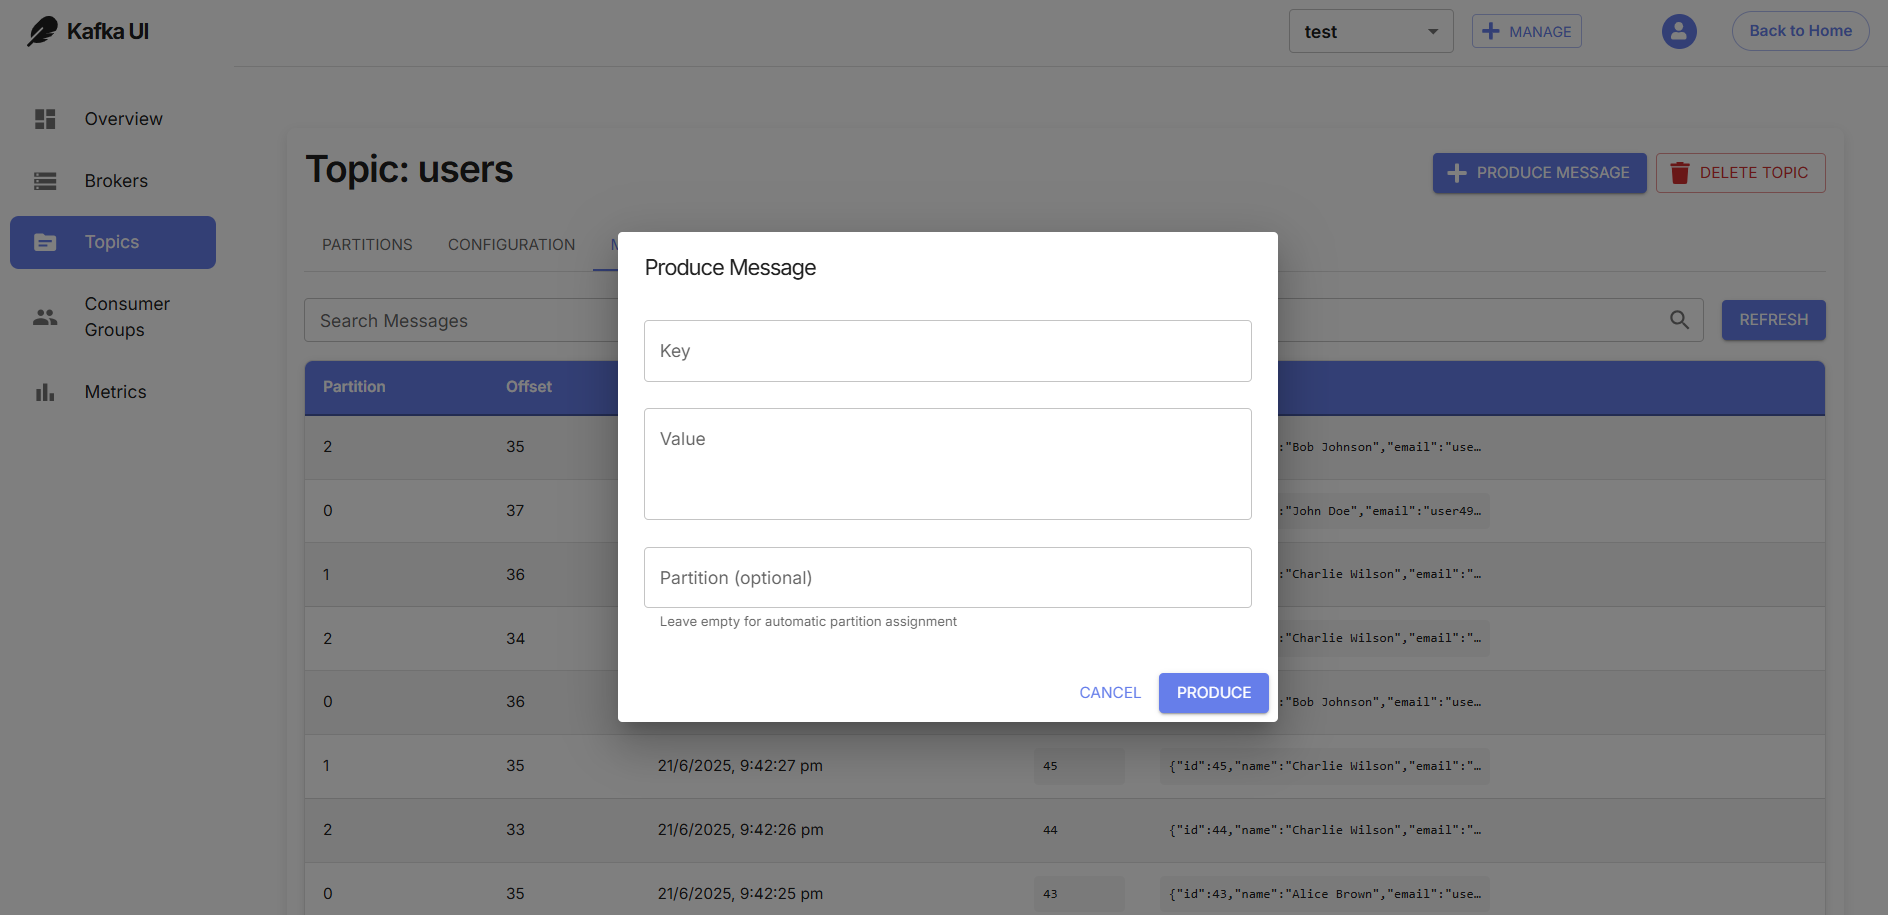 Kafka UI
test
MANAGE
Back to Home
Overview
Brokers
Topics
Consumer
Groups
Metrics
Topic: users
PRODUCE MESSAGE
DELETE TOPIC
PARTITIONS
CONFIGURATION
Search Messages
REFRESH
Produce Message
Key
Value
Partition (optional)
Leave empty for automatic partition assignment
CANCEL
PRODUCE
Partition Offset
2 35 :"Bob Johnson","email":"use…
0 37 :"John Doe","email":"user49…
1 36 :"Charlie Wilson","email":"…
2 34 :"Charlie Wilson","email":"…
0 36 :"Bob Johnson","email":"use…
1 35 21/6/2025, 9:42:27 pm 45 {"id":45,"name":"Charlie Wilson","email":"…
2 33 21/6/2025, 9:42:26 pm 44 {"id":44,"name":"Charlie Wilson","email":"…
0 35 21/6/2025, 9:42:25 pm 43 {"id":43,"name":"Alice Brown","email":"use…